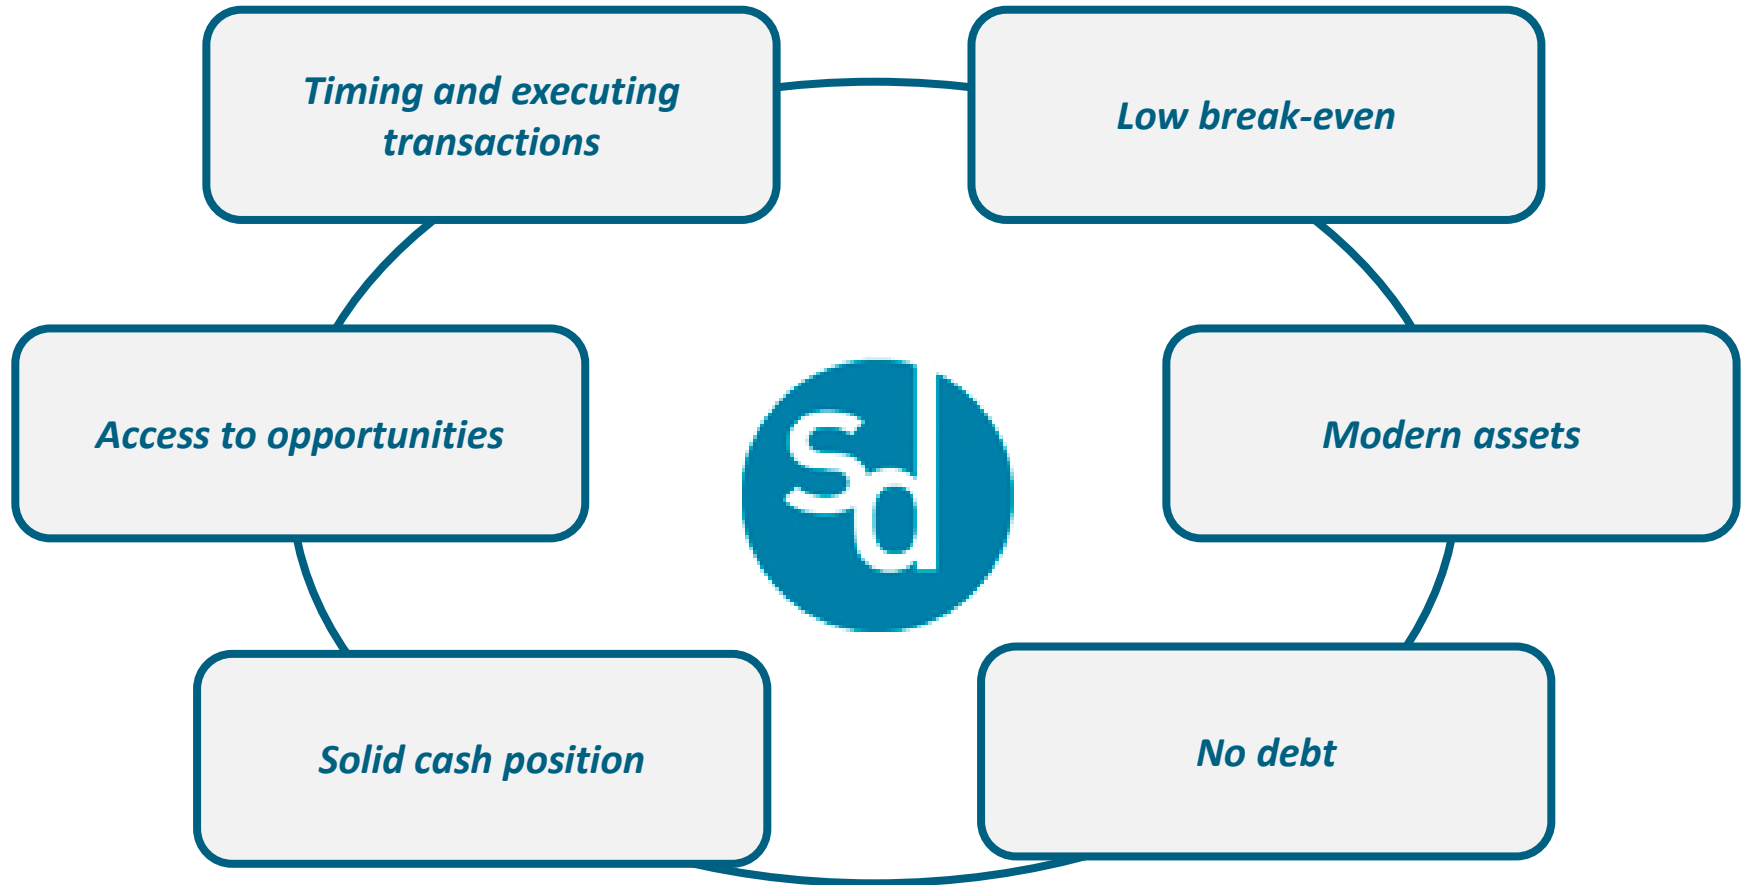 Timing and executing
transactions
Low break-even
Access to opportunities
Modern assets
sd
Solid cash position
No debt